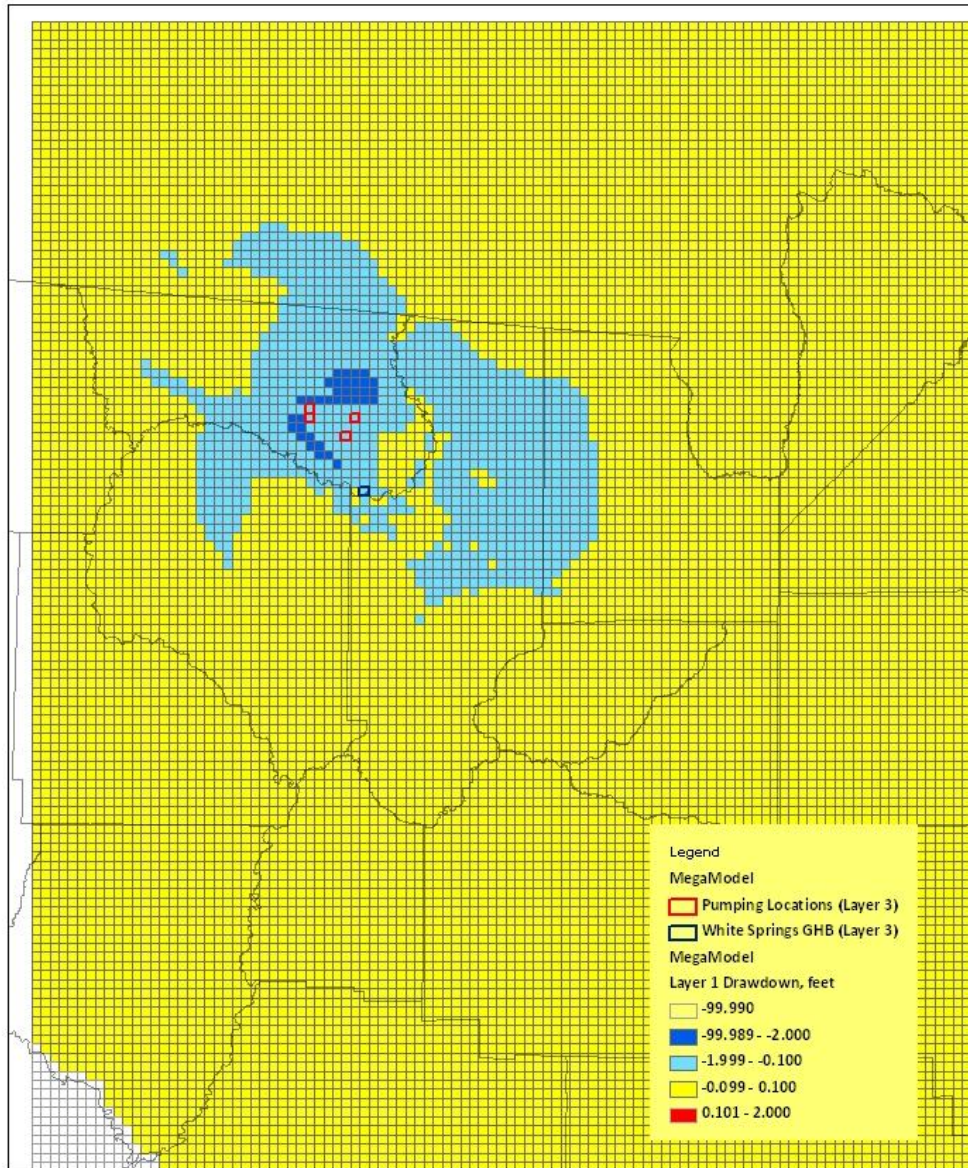 Legend
MegaModel
Pumping Locations (Layer 3)
White Springs GHB (Layer 3)
MegaModel
Layer 1 Drawdown, feet
-99.990
-99.989 - -2.000
-1.999 - -0.100
-0.099 - 0.100
0.101 - 2.000